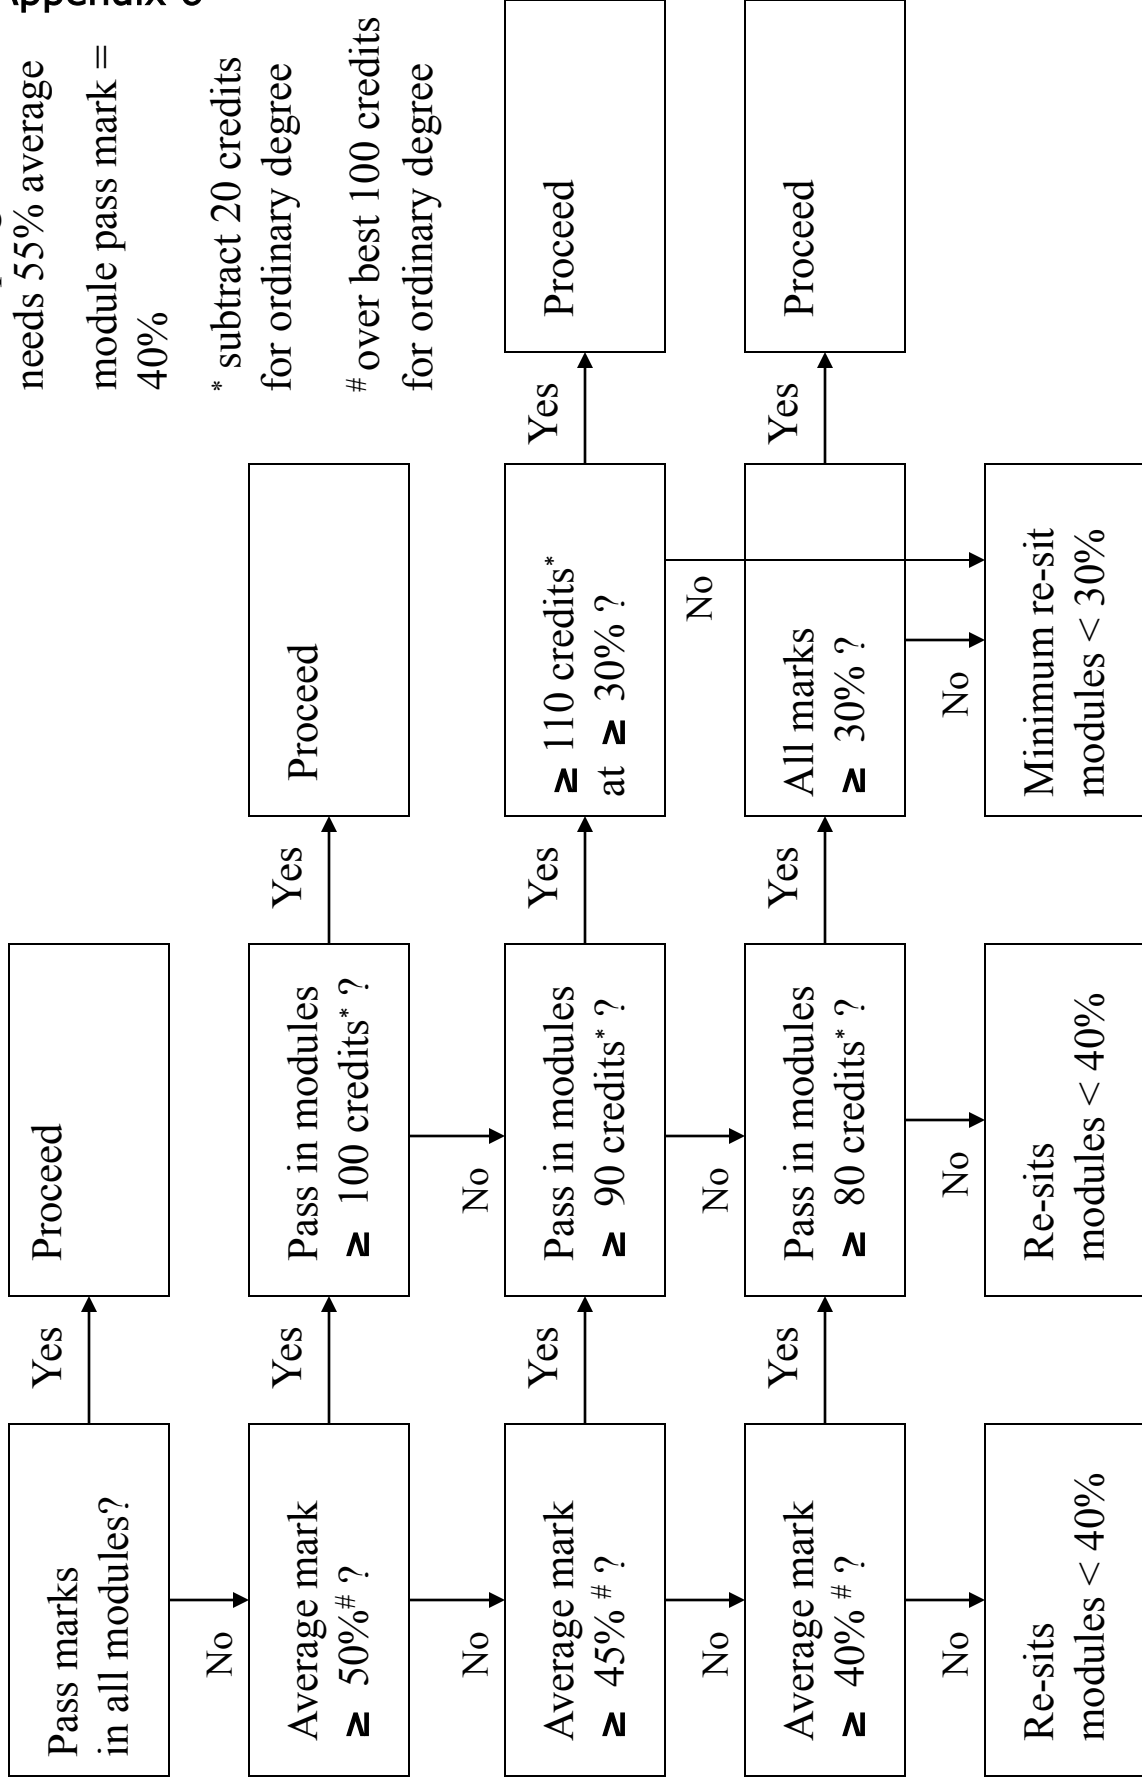 Appendix
needs 55% average
module pass mark =
40%
* subtract 20 credits
for ordinary degree
# over best 100 credits
for ordinary degree
Pass marks
in all modules?
Yes
Proceed
No
Average mark
≥ 50%# ?
Yes
Pass in modules
≥ 100 credits* ?
Yes
Proceed
No
No
Average mark
≥ 45% # ?
Yes
Pass in modules
≥ 90 credits* ?
Yes
≥ 110 credits*
at ≥ 30% ?
Yes
Proceed
No
No
No
Average mark
≥ 40% # ?
Yes
Pass in modules
≥ 80 credits* ?
Yes
All marks
≥ 30% ?
Yes
Proceed
No
No
No
Re-sits
modules < 40%
Re-sits
modules < 40%
Minimum re-sit
modules < 30%